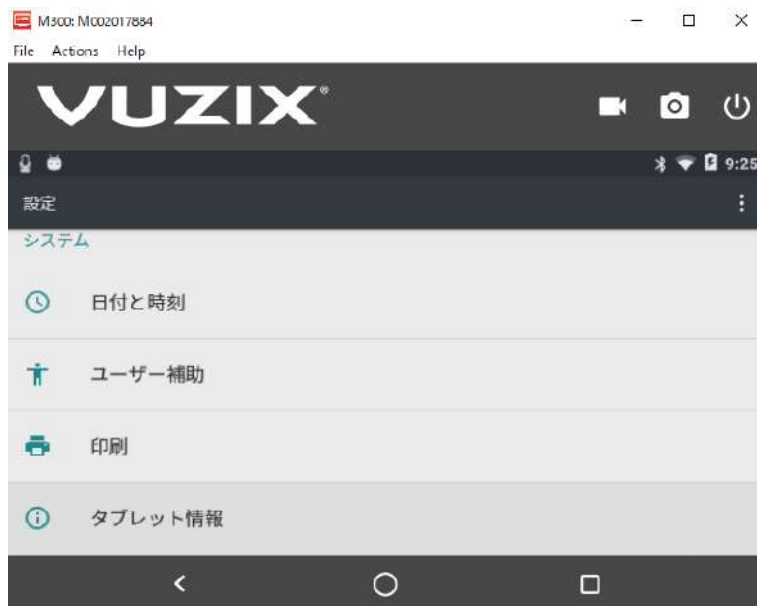 M300: M002017884
File Actions Help
VUZIX®
9:25
設定
システム
日付と時刻
ユーザー補助
印刷
タブレット情報